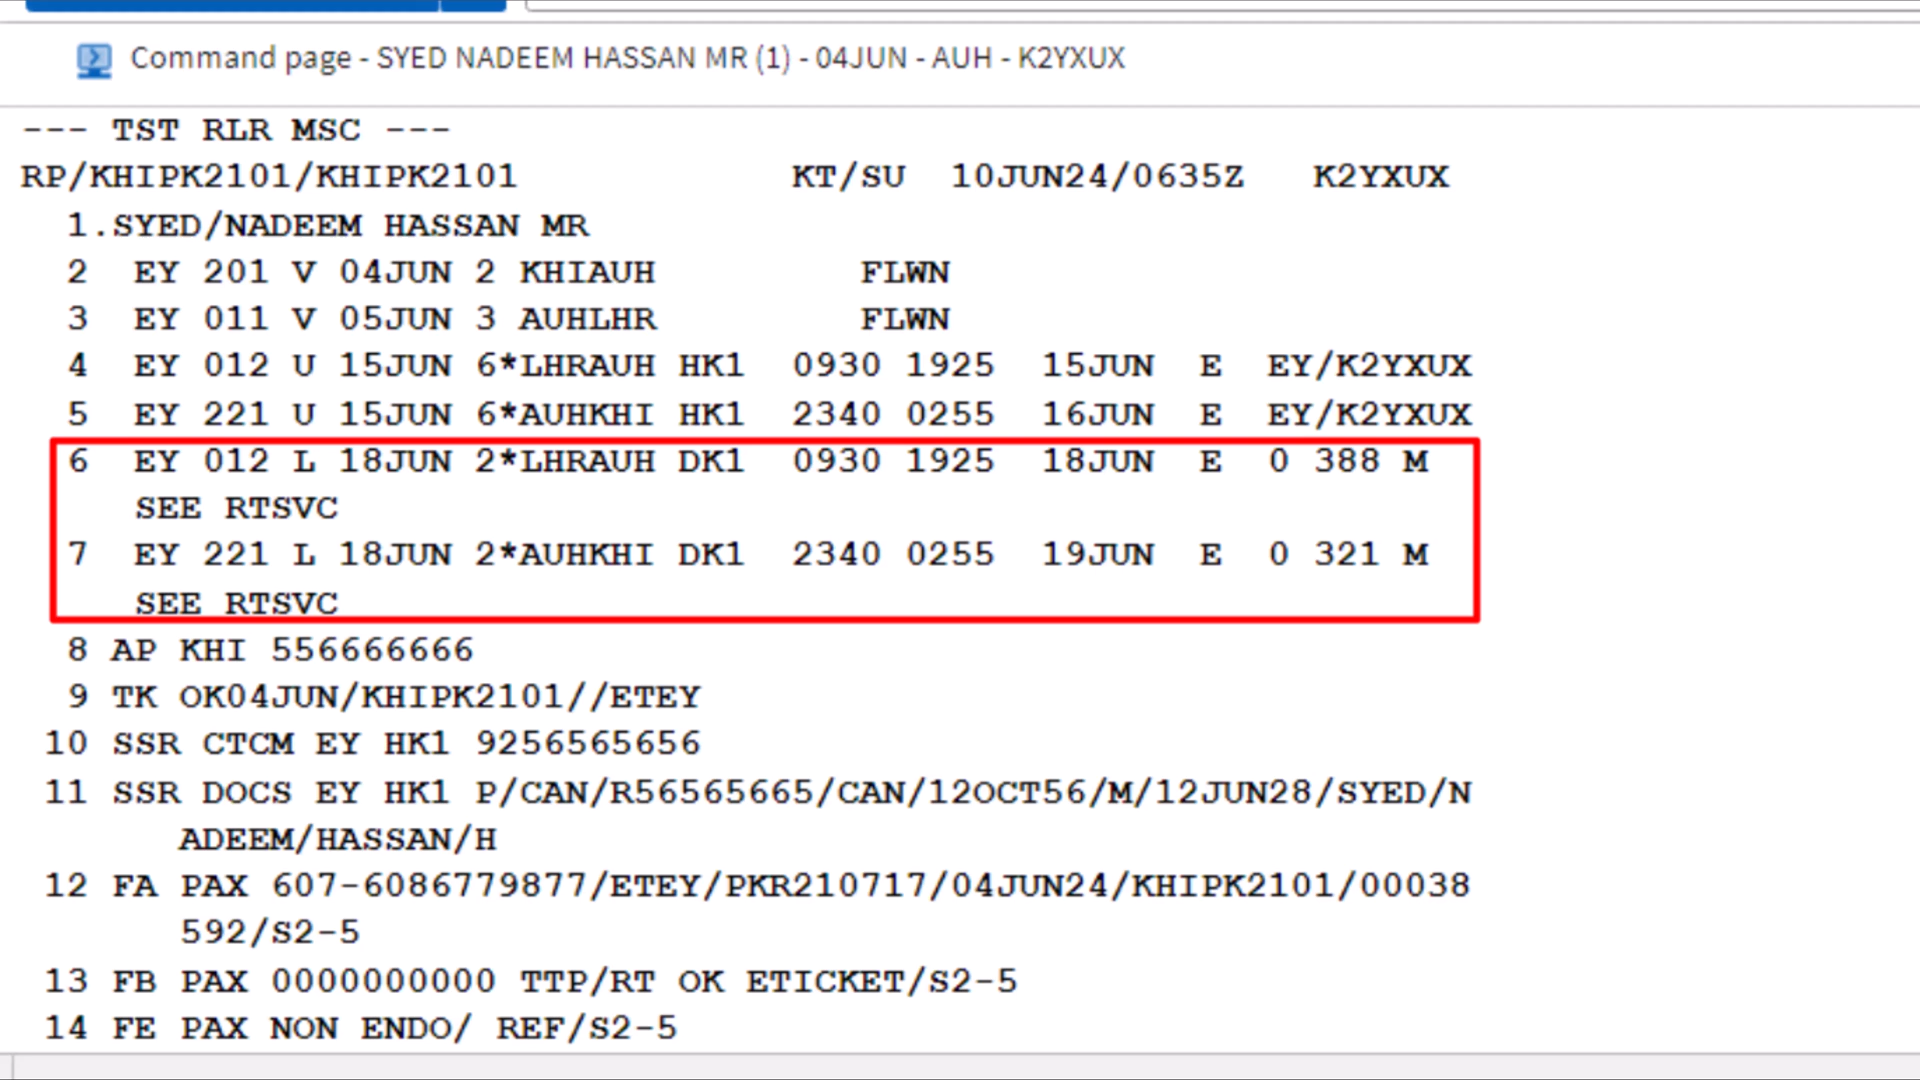 Command page - SYED NADEEM HASSAN MR (1) - 04JUN - AUH - K2YXUX
--- TST RLR MSC ---
RP/KHIPK2101/KHIPK2101 KT/SU 10JUN24/0635Z K2YXUX
1.SYED/NADEEM HASSAN MR
2 EY 201 V 04JUN 2 KHIAUH FLWN
3 EY 011 V 05JUN 3 AUHLHR FLWN
4 EY 012 U 15JUN 6*LHRAUH HK1 0930 1925 15JUN E EY/K2YXUX
5 EY 221 U 15JUN 6*AUHKHI HK1 2340 0255 16JUN E EY/K2YXUX
6 EY 012 L 18JUN 2*LHRAUH DK1 0930 1925 18JUN E 0 388 M
SEE RTSVC
7 EY 221 L 18JUN 2*AUHKHI DK1 2340 0255 19JUN E 0 321 M
SEE RTSVC
8 AP KHI 556666666
9 TK OK04JUN/KHIPK2101//ETEY
10 SSR CTCM EY HK1 9256565656
11 SSR DOCS EY HK1 P/CAN/R56565665/CAN/12OCT56/M/12JUN28/SYED/N
ADEEM/HASSAN/H
12 FA PAX 607-6086779877/ETEY/PKR210717/04JUN24/KHIPK2101/00038
592/S2-5
13 FB PAX 0000000000 TTP/RT OK ETICKET/S2-5
14 FE PAX NON ENDO/ REF/S2-5